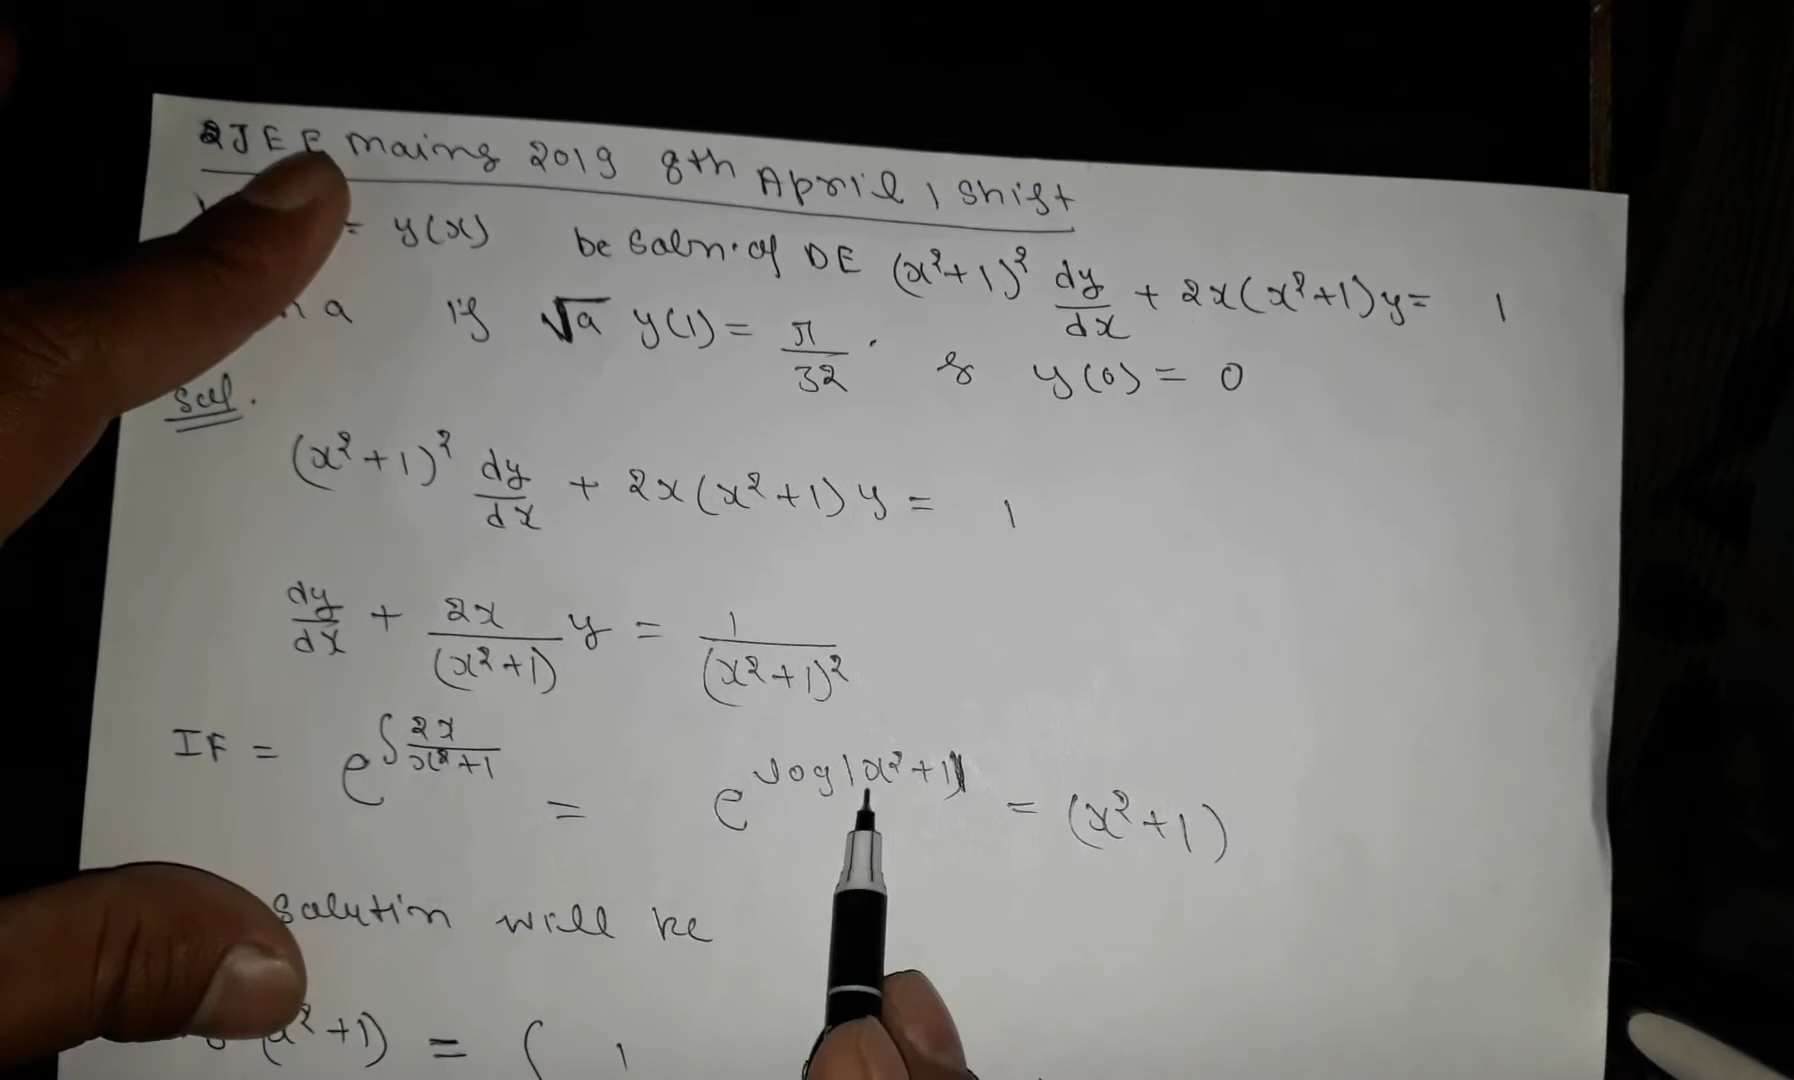 JEE Mains 2019 8th April 1 Shift
= y(x) be Soln. of DE (x²+1)² dy/dx + 2x(x²+1)y = 1
a if √a y(1) = π/32 . & y(0) = 0
Sol.
(x²+1)² dy/dx + 2x(x²+1)y = 1
dy/dx + 2x/(x²+1) y = 1/(x²+1)²
IF = e^∫2x/x²+1 = e^log|x²+1| = (x²+1)
Solution will be
(x²+1) = ∫ 1